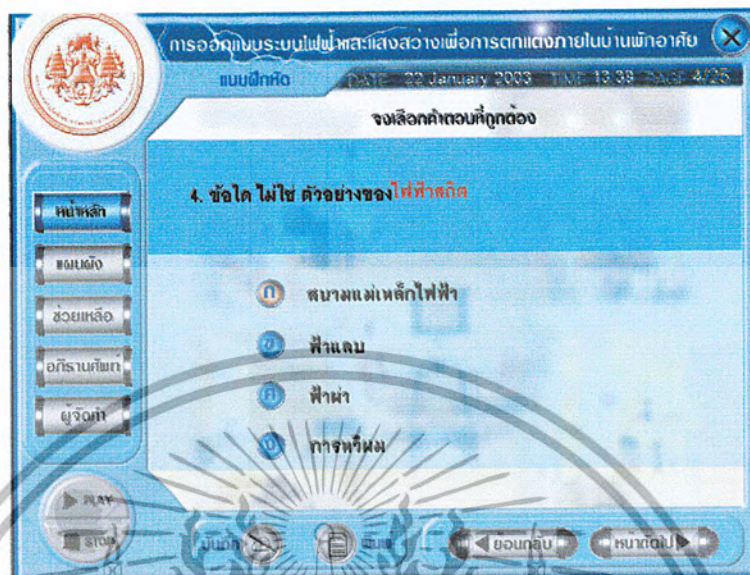 การออกแบบระบบไฟฟ้าและแสงสว่างเพื่อการตกแต่งภายในบ้านพักอาศัย
แบบฝึกหัด
DATE 22 January 2003 TIME 13:39 PAGE 4/25
จงเลือกคำตอบที่ถูกต้อง
4. ข้อใด ไม่ใช่ ตัวอย่างของไฟฟ้าสถิต
หน้าหลัก
แผนผัง
ช่วยเหลือ
อภิธานศัพท์
ผู้จัดทำ
ก สนามแม่เหล็กไฟฟ้า
ข ฟ้าแลบ
ค ฟ้าผ่า
ง การหวีผม
PLAY
STOP
บันทึก
พิมพ์
ย้อนกลับ
หน้าถัดไป